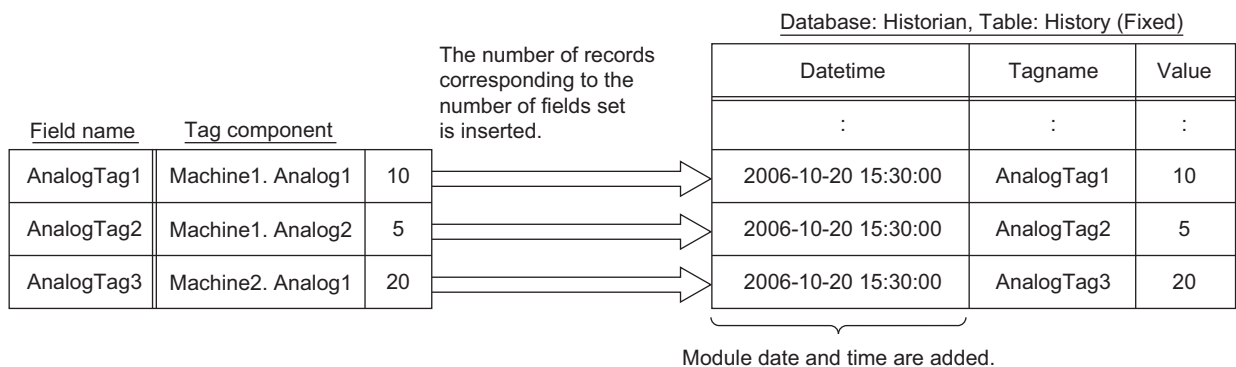 Database: Historian, Table: History (Fixed)
The number of records
corresponding to the
number of fields set
is inserted.
Datetime Tagname Value
: : :
Field name Tag component
AnalogTag1 Machine1. Analog1 10 2006-10-20 15:30:00 AnalogTag1 10
AnalogTag2 Machine1. Analog2 5 2006-10-20 15:30:00 AnalogTag2 5
AnalogTag3 Machine2. Analog1 20 2006-10-20 15:30:00 AnalogTag3 20
Module date and time are added.